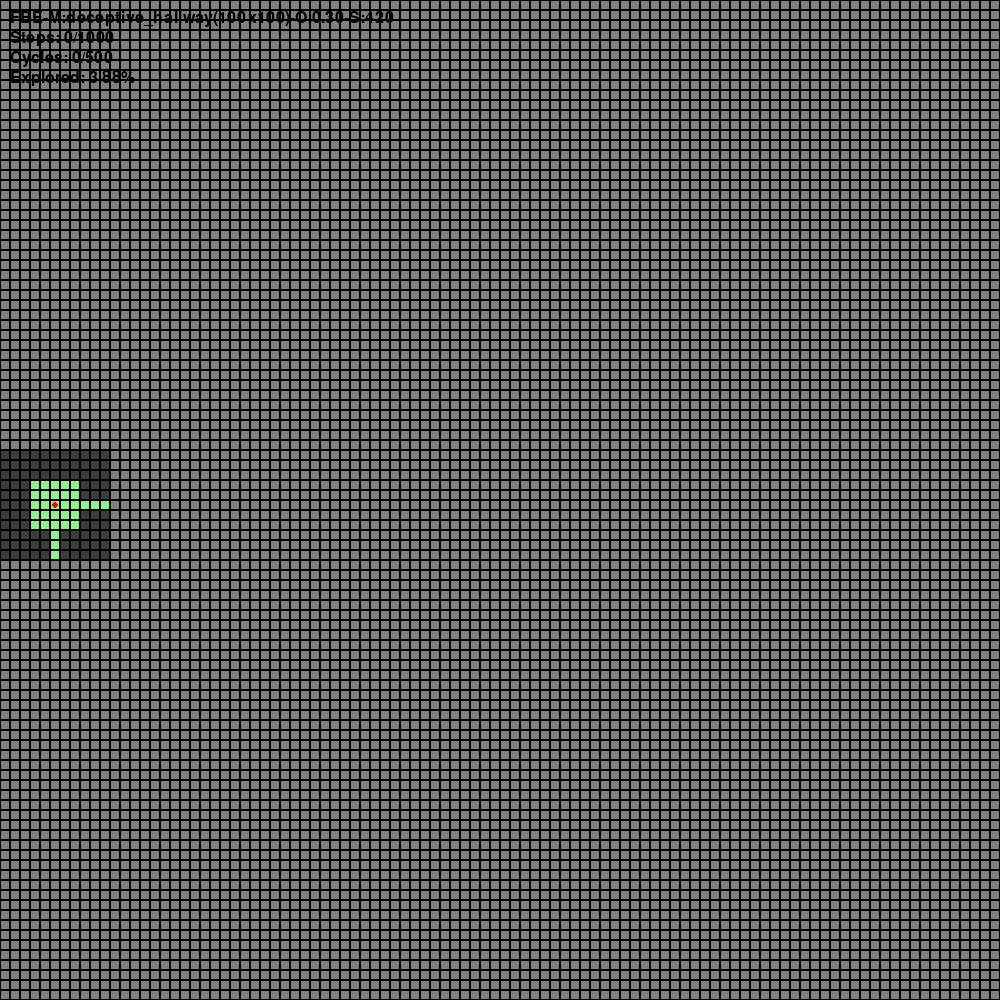 FBE-M:deceptive_hallway(100x100)-O:0.30-S:420
Steps: 0/1000
Cycles: 0/500
Explored: 3.88%